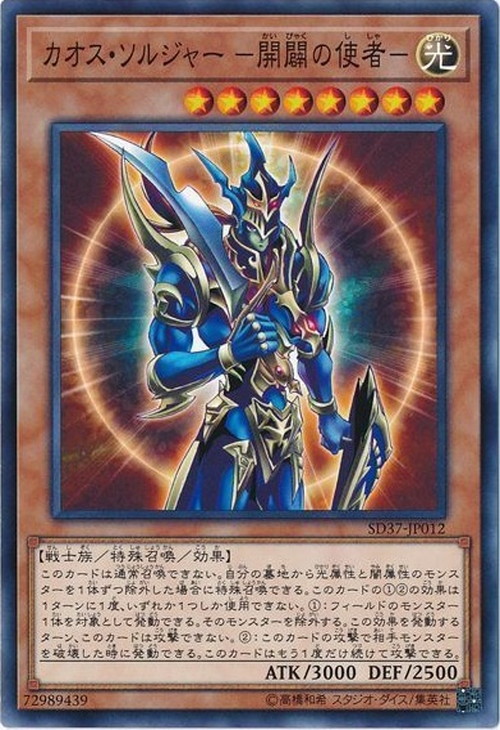 カオス・ソルジャー －開闢の使者－
かい びゃく し しゃ
光
ひかり
SD37-JP012
【戦士族／特殊召喚／効果】
このカードは通常召喚できない。自分の墓地から光属性と闇属性のモンス
ターを１体ずつ除外した場合に特殊召喚できる。このカードの①②の効果は
１ターンに１度、いずれか１つしか使用できない。①：フィールドのモンスター
１体を対象として発動できる。そのモンスターを除外する。この効果を発動する
ターン、このカードは攻撃できない。②：このカードの攻撃で相手モンスター
を破壊した時に発動できる。このカードはもう１度だけ続けて攻撃できる。
ATK/3000 DEF/2500
72989439
©高橋和希 スタジオ・ダイス/集英社